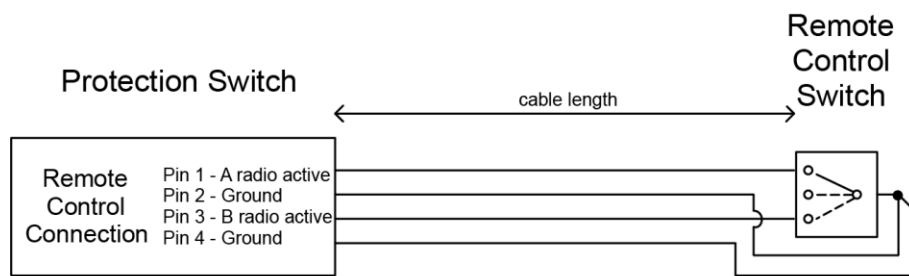 Protection Switch
cable length
Remote
Control
Switch
Remote
Control
Connection
Pin 1 - A radio active
Pin 2 - Ground
Pin 3 - B radio active
Pin 4 - Ground